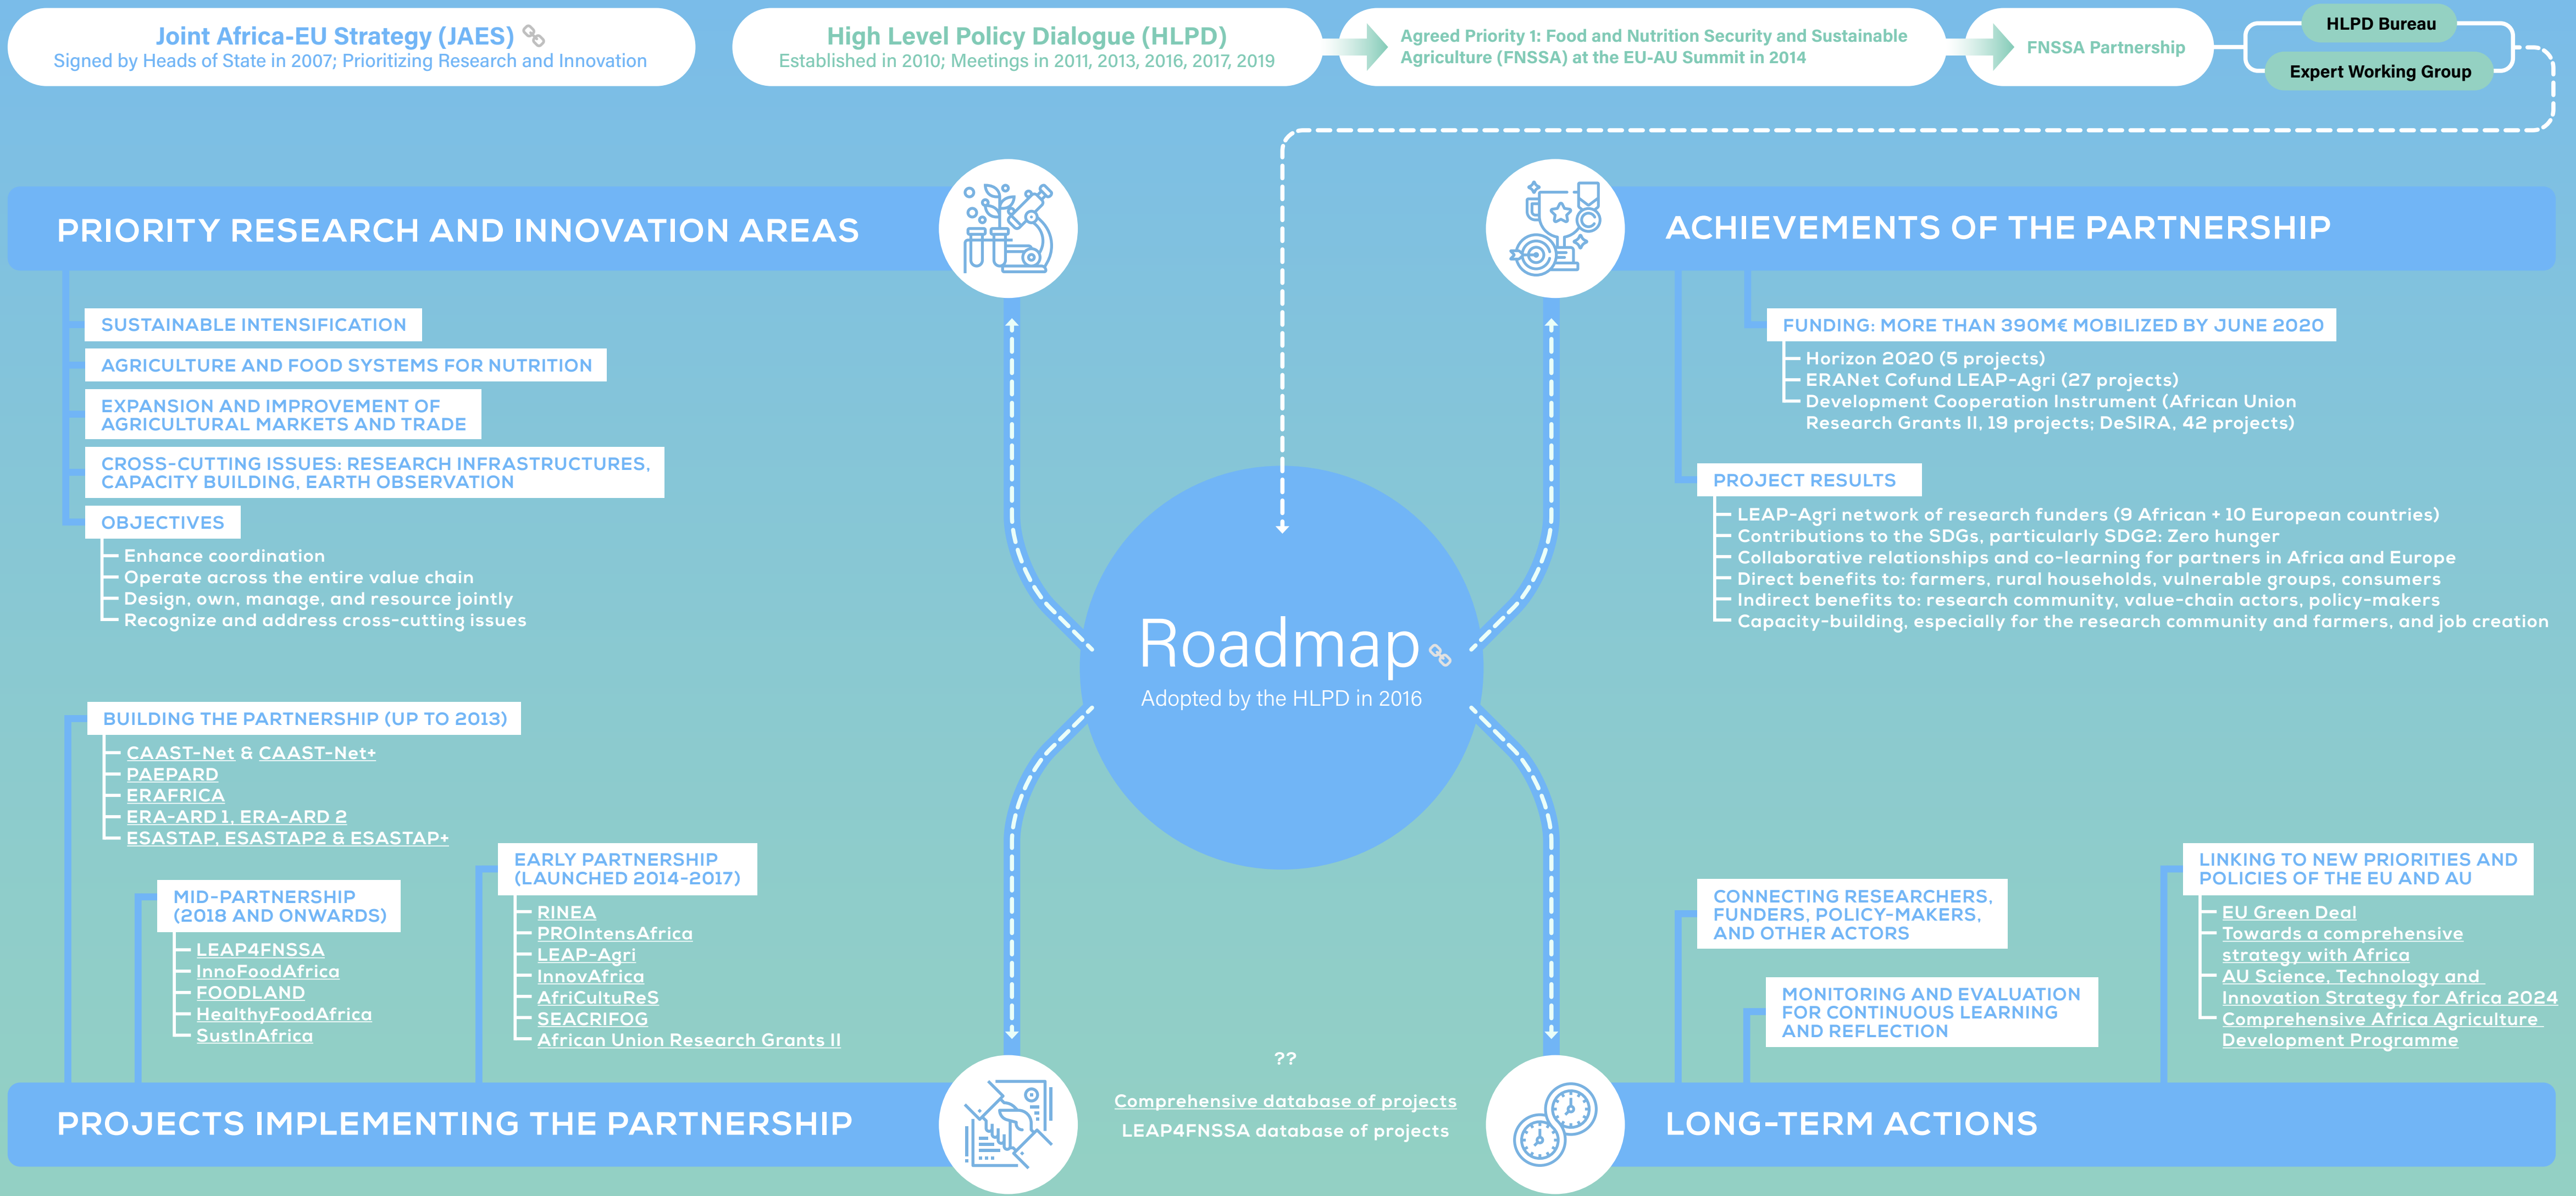 Joint Africa-EU Strategy (JAES)
Signed by Heads of State in 2007; Prioritizing Research and Innovation
High Level Policy Dialogue (HLPD)
Established in 2010; Meetings in 2011, 2013, 2016, 2017, 2019
Agreed Priority 1: Food and Nutrition Security and Sustainable
Agriculture (FNSSA) at the EU-AU Summit in 2014
FNSSA Partnership
HLPD Bureau
Expert Working Group
PRIORITY RESEARCH AND INNOVATION AREAS
SUSTAINABLE INTENSIFICATION
AGRICULTURE AND FOOD SYSTEMS FOR NUTRITION
EXPANSION AND IMPROVEMENT OF
AGRICULTURAL MARKETS AND TRADE
CROSS-CUTTING ISSUES: RESEARCH INFRASTRUCTURES,
CAPACITY BUILDING, EARTH OBSERVATION
OBJECTIVES
Enhance coordination
Operate across the entire value chain
Design, own, manage, and resource jointly
Recognize and address cross-cutting issues
ACHIEVEMENTS OF THE PARTNERSHIP
FUNDING: MORE THAN 390M€ MOBILIZED BY JUNE 2020
Horizon 2020 (5 projects)
ERANet Cofund LEAP-Agri (27 projects)
Development Cooperation Instrument (African Union
Research Grants II, 19 projects; DeSIRA, 42 projects)
PROJECT RESULTS
LEAP-Agri network of research funders (9 African + 10 European countries)
Contributions to the SDGs, particularly SDG2: Zero hunger
Collaborative relationships and co-learning for partners in Africa and Europe
Direct benefits to: farmers, rural households, vulnerable groups, consumers
Indirect benefits to: research community, value-chain actors, policy-makers
Capacity-building, especially for the research community and farmers, and job creation
Roadmap
Adopted by the HLPD in 2016
BUILDING THE PARTNERSHIP (UP TO 2013)
CAAST-Net & CAAST-Net+
PAEPARD
ERAFRICA
ERA-ARD 1, ERA-ARD 2
ESASTAP, ESASTAP2 & ESASTAP+
MID-PARTNERSHIP
(2018 AND ONWARDS)
LEAP4FNSSA
InnoFoodAfrica
FOODLAND
HealthyFoodAfrica
SustInAfrica
EARLY PARTNERSHIP
(LAUNCHED 2014-2017)
RINEA
PROIntensAfrica
LEAP-Agri
InnovAfrica
AfriCultuReS
SEACRIFOG
African Union Research Grants II
PROJECTS IMPLEMENTING THE PARTNERSHIP
??
Comprehensive database of projects
LEAP4FNSSA database of projects
CONNECTING RESEARCHERS,
FUNDERS, POLICY-MAKERS,
AND OTHER ACTORS
MONITORING AND EVALUATION
FOR CONTINUOUS LEARNING
AND REFLECTION
LINKING TO NEW PRIORITIES AND
POLICIES OF THE EU AND AU
EU Green Deal
Towards a comprehensive
strategy with Africa
AU Science, Technology and
Innovation Strategy for Africa 2024
Comprehensive Africa Agriculture
Development Programme
LONG-TERM ACTIONS